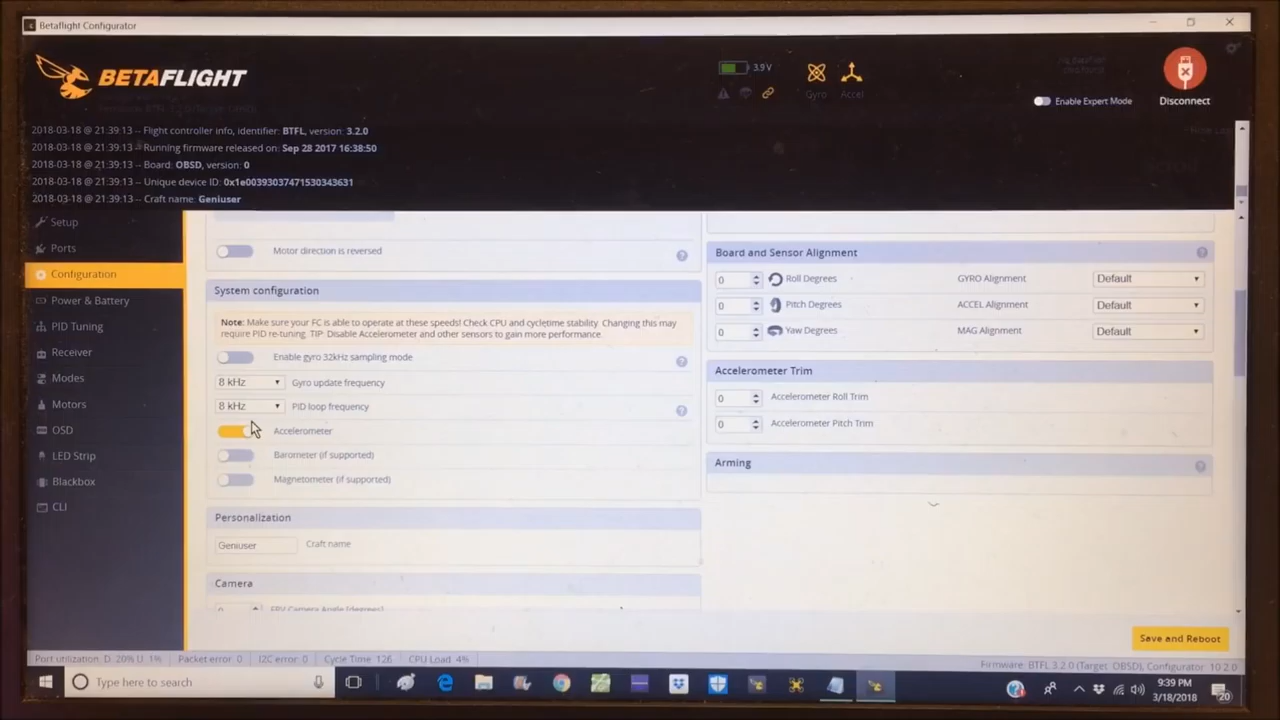 Betaflight Configurator
BETAFLIGHT
3.9 V
Gyro
Accel
Enable Expert Mode
Disconnect
2018-03-18 @ 21:39:13 -- Flight controller info, identifier: BTFL, version: 3.2.0
2018-03-18 @ 21:39:13 -- Running firmware released on: Sep 28 2017 16:38:50
2018-03-18 @ 21:39:13 -- Board: OBSD, version: 0
2018-03-18 @ 21:39:13 -- Unique device ID: 0x1e00393037471530343631
2018-03-18 @ 21:39:13 -- Craft name: Geniuser
Setup
Ports
Configuration
Power & Battery
PID Tuning
Receiver
Modes
Motors
OSD
LED Strip
Blackbox
CLI
Motor direction is reversed
System configuration
Note: Make sure your FC is able to operate at these speeds! Check CPU and cycletime stability. Changing this may
require PID re-tuning. TIP: Disable Accelerometer and other sensors to gain more performance.
Enable gyro 32kHz sampling mode
8 kHz Gyro update frequency
8 kHz PID loop frequency
Accelerometer
Barometer (if supported)
Magnetometer (if supported)
Personalization
Geniuser Craft name
Camera
FPV Camera Angle [degrees]
Board and Sensor Alignment
0 Roll Degrees GYRO Alignment Default
0 Pitch Degrees ACCEL Alignment Default
0 Yaw Degrees MAG Alignment Default
Accelerometer Trim
0 Accelerometer Roll Trim
0 Accelerometer Pitch Trim
Arming
Save and Reboot
Port utilization: D: 20% U: 1% Packet error: 0 I2C error: 0 Cycle Time: 126 CPU Load: 4%
Firmware: BTFL 3.2.0 (Target: OBSD), Configurator: 10.2.0
Type here to search
9:39 PM
3/18/2018
20